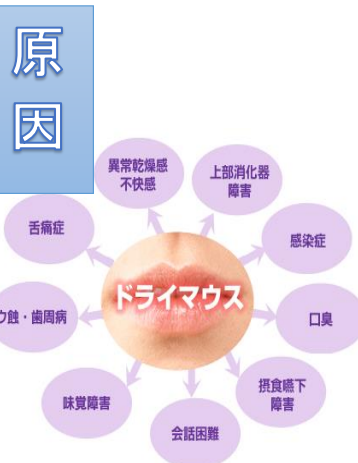 原
因
異常乾燥感
不快感
上部消化器
障害
舌痛症
感染症
ドライマウス
ウ蝕・歯周病
口臭
味覚障害
摂食嚥下
障害
会話困難